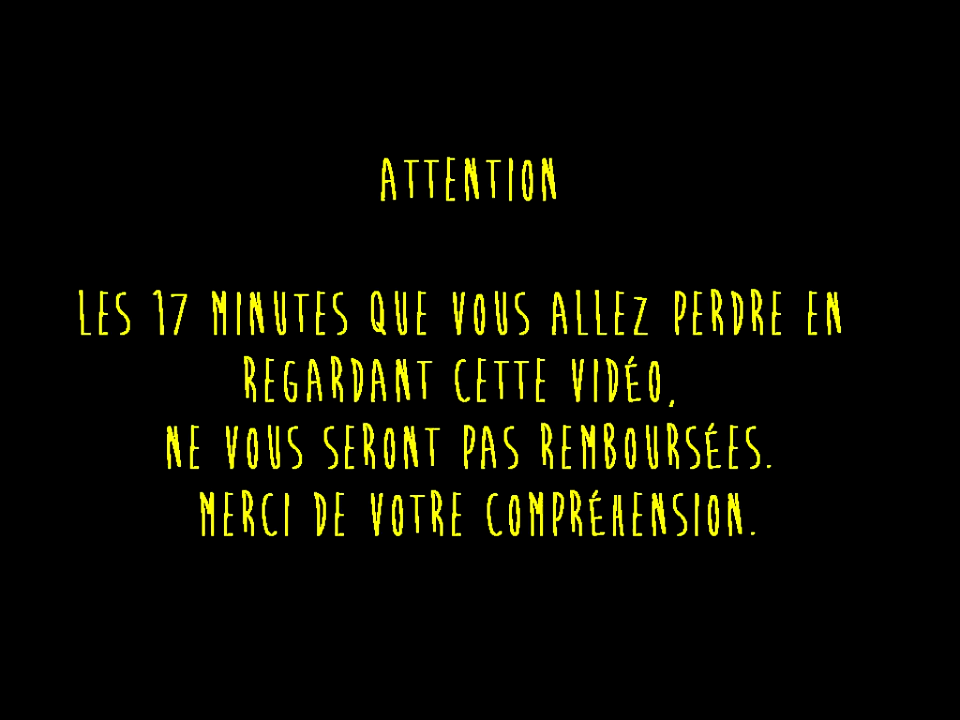 ATTENTION
LES 17 MINUTES QUE VOUS ALLEZ PERDRE EN
REGARDANT CETTE VIDÉO,
NE VOUS SERONT PAS REMBOURSÉES.
MERCI DE VOTRE COMPRÉHENSION.